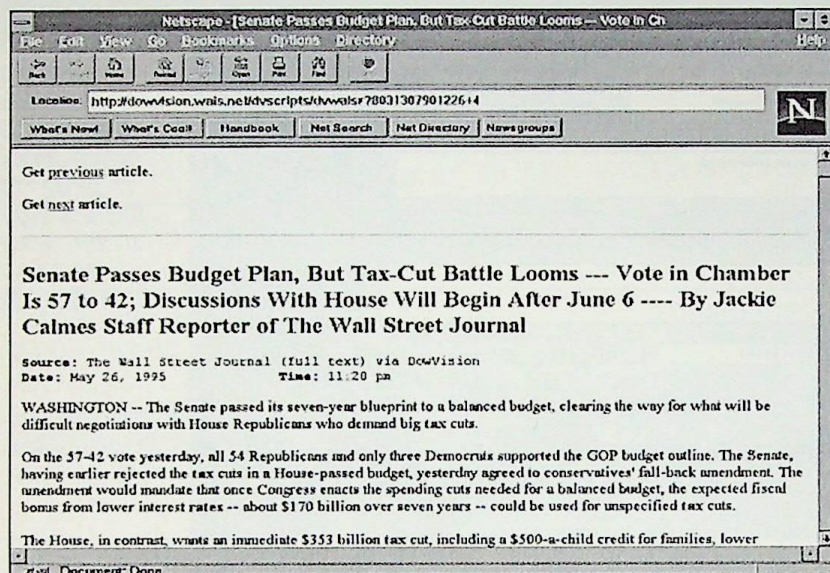 Netscape - [Senate Passes Budget Plan, But Tax-Cut Battle Looms --- Vote in Ch
File Edit View Go Bookmarks Options Directory Help
Back Home Reload Open Print Find
Location: http://dowvision.wais.net/dvscripts/dvwais?78031307901226+4
What's New! What's Cool! Handbook Net Search Net Directory Newsgroups
N
Get previous article.
Get next article.
Senate Passes Budget Plan, But Tax-Cut Battle Looms --- Vote in Chamber
Is 57 to 42; Discussions With House Will Begin After June 6 ---- By Jackie
Calmes Staff Reporter of The Wall Street Journal
Source: The Wall Street Journal (full text) via DowVision
Date: May 26, 1995 Time: 11:20 pm
WASHINGTON -- The Senate passed its seven-year blueprint to a balanced budget, clearing the way for what will be
difficult negotiations with House Republicans who demand big tax cuts.
On the 57-42 vote yesterday, all 54 Republicans and only three Democruts supported the GOP budget outline. The Senate,
having earlier rejected the tax cuts in a House-passed budget, yesterday agreed to conservatives' fall-back amendment. The
amendment would mandate that once Congress enacts the spending cuts needed for a balanced budget, the expected fiscal
bonus from lower interest rates -- about $170 billion over seven years -- could be used for unspecified tax cuts.
The House, in contrast, wants an immediate $353 billion tax cut, including a $500-a-child credit for families, lower
Document: Done